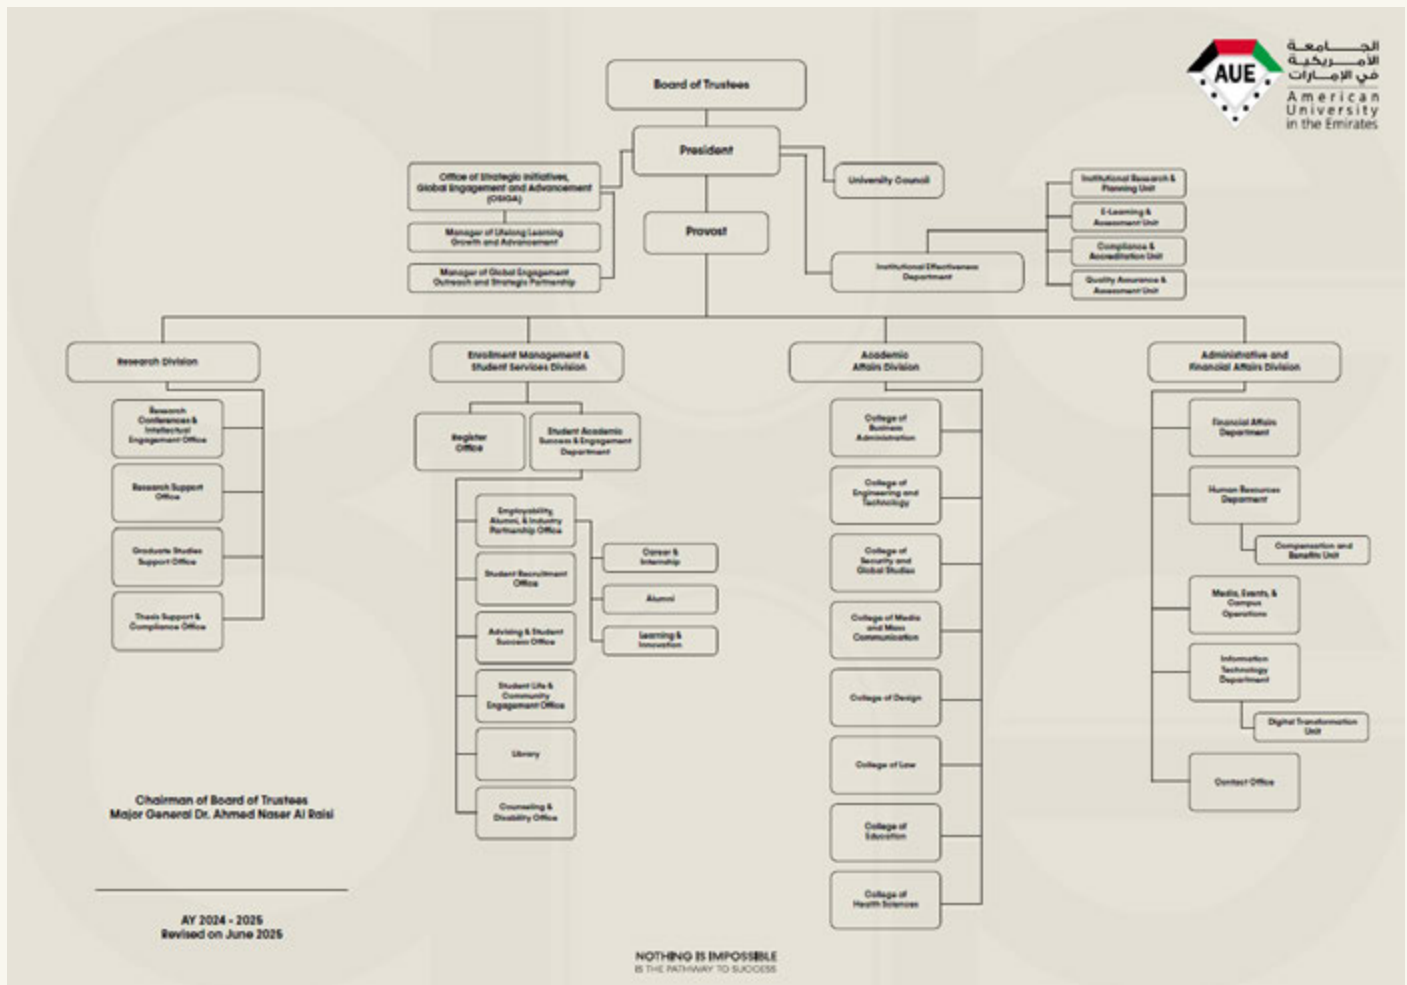 الجـــــامعـة
الأمـــريكيـة
في الإمـــارات
AUE
American
University
in the Emirates
Board of Trustees
President
Office of Strategic Initiatives,
Global Engagement and Advancement
(OSIGA)
Manager of Lifelong Learning
Growth and Advancement
Manager of Global Engagement
Outreach and Strategic Partnership
Provost
University Council
Institutional Effectiveness
Department
Institutional Research &
Planning Unit
E-Learning &
Assessment Unit
Compliance &
Accreditation Unit
Quality Assurance &
Assessment Unit
Research Division
Research
Conferences &
Intellectual
Engagement Office
Research Support
Office
Graduate Studies
Support Office
Thesis Support &
Compliance Office
Enrollment Management &
Student Services Division
Register
Office
Student Academic
Success & Engagement
Department
Employability,
Alumni, & Industry
Partnership Office
Career &
Internship
Alumni
Learning &
Innovation
Student Recruitment
Office
Advising & Student
Success Office
Student Life &
Community
Engagement Office
Library
Counseling &
Disability Office
Academic
Affairs Division
College of
Business
Administration
College of
Engineering and
Technology
College of
Security and
Global Studies
College of Media
and Mass
Communication
College of Design
College of Law
College of
Education
College of
Health Sciences
Administrative and
Financial Affairs Division
Financial Affairs
Department
Human Resources
Department
Compensation and
Benefits Unit
Media, Events, &
Campus
Operations
Information
Technology
Department
Digital Transformation
Unit
Contact Office
Chairman of Board of Trustees
Major General Dr. Ahmed Naser Al Raisi
AY 2024 - 2025
Revised on June 2025
NOTHING IS IMPOSSIBLE
IS THE PATHWAY TO SUCCESS